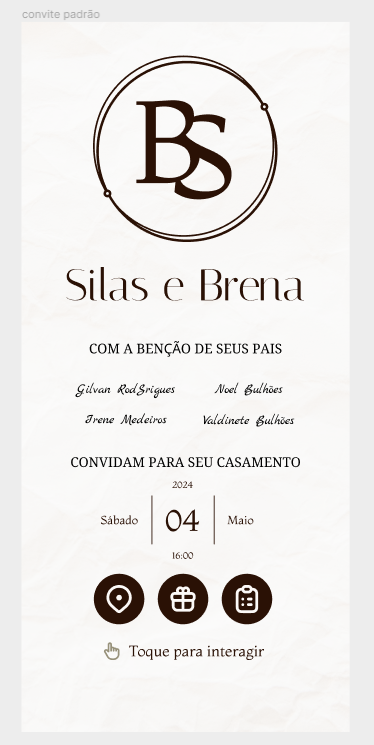 convite padrão
BS
Silas e Brena
COM A BENÇÃO DE SEUS PAIS
Gilvan RodSrigues Noel Bulhões
Irene Medeiros Valdinete Bulhões
CONVIDAM PARA SEU CASAMENTO
2024
Sábado 04 Maio
16:00
Toque para interagir